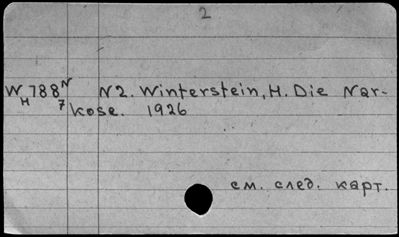 2
W 788 N N2. Winterstein, H. Die Nar-
H 7 kose. 1926
см. след. карт.